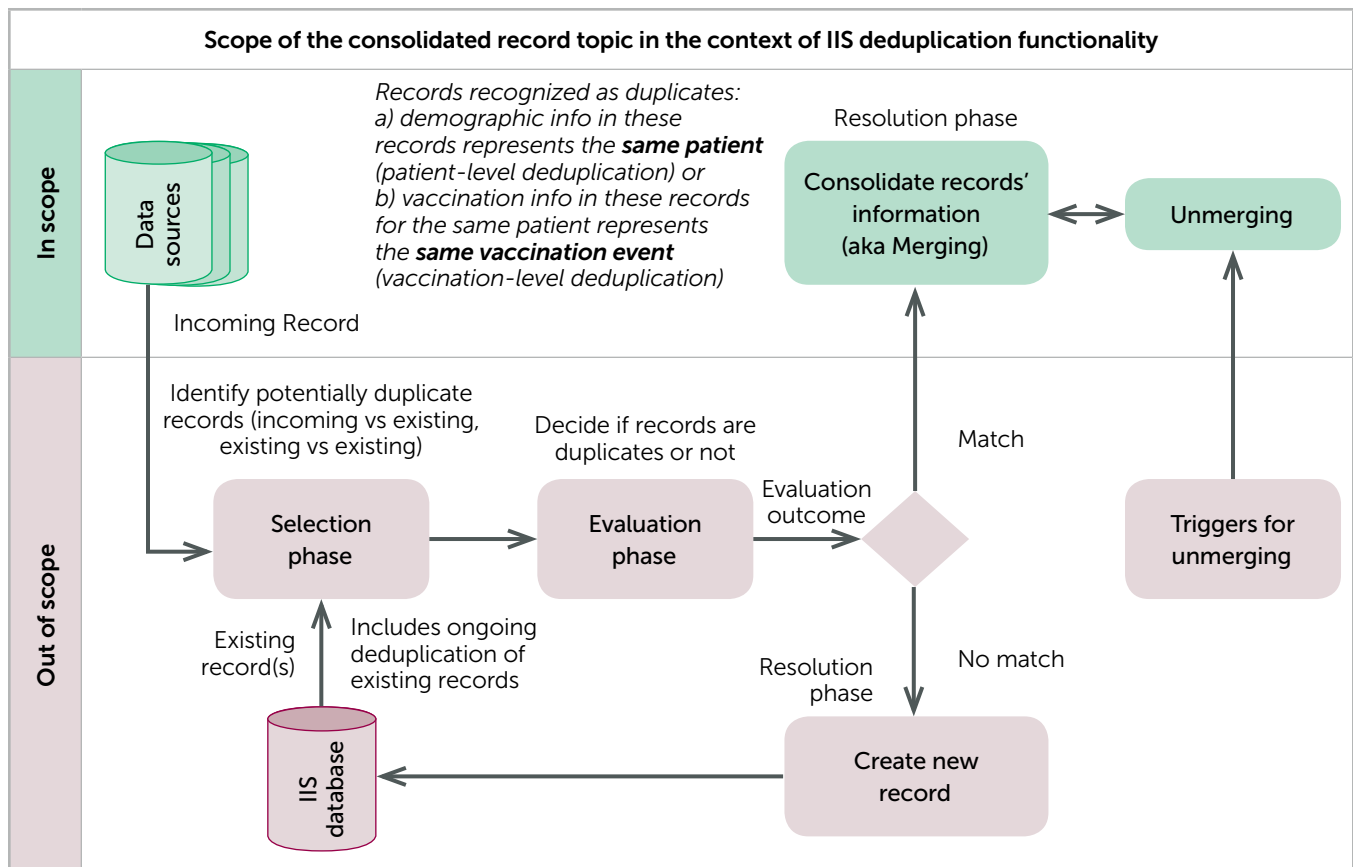 Scope of the consolidated record topic in the context of IIS deduplication functionality
In scope
Data
sources
Incoming Record
Records recognized as duplicates:
a) demographic info in these
records represents the same patient
(patient-level deduplication) or
b) vaccination info in these records
for the same patient represents
the same vaccination event
(vaccination-level deduplication)
Resolution phase
Consolidate records’
information
(aka Merging)
Unmerging
Out of scope
Identify potentially duplicate
records (incoming vs existing,
existing vs existing)
Selection
phase
Decide if records are
duplicates or not
Evaluation
phase
Evaluation
outcome
Match
Triggers for
unmerging
Existing
record(s)
Includes ongoing
deduplication of
existing records
No match
Resolution
phase
IIS
database
Create new
record